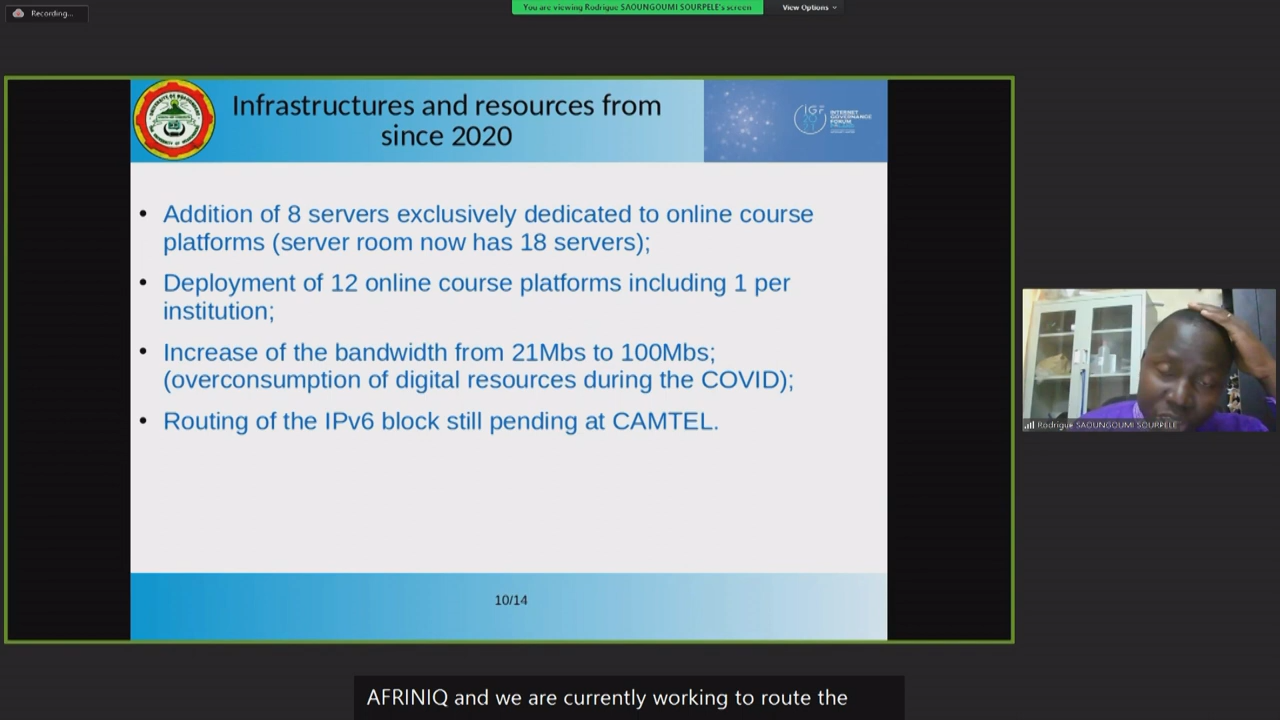 Recording...
You are viewing Rodrigue SAOUNGOUMI SOURPELE's screen
View Options
Infrastructures and resources from
since 2020
IGF
INTERNET
GOVERNANCE
FORUM
• Addition of 8 servers exclusively dedicated to online course
platforms (server room now has 18 servers);
• Deployment of 12 online course platforms including 1 per
institution;
• Increase of the bandwidth from 21Mbs to 100Mbs;
(overconsumption of digital resources during the COVID);
• Routing of the IPv6 block still pending at CAMTEL.
10/14
Rodrigue SAOUNGOUMI SOURPELE
AFRINIQ and we are currently working to route the